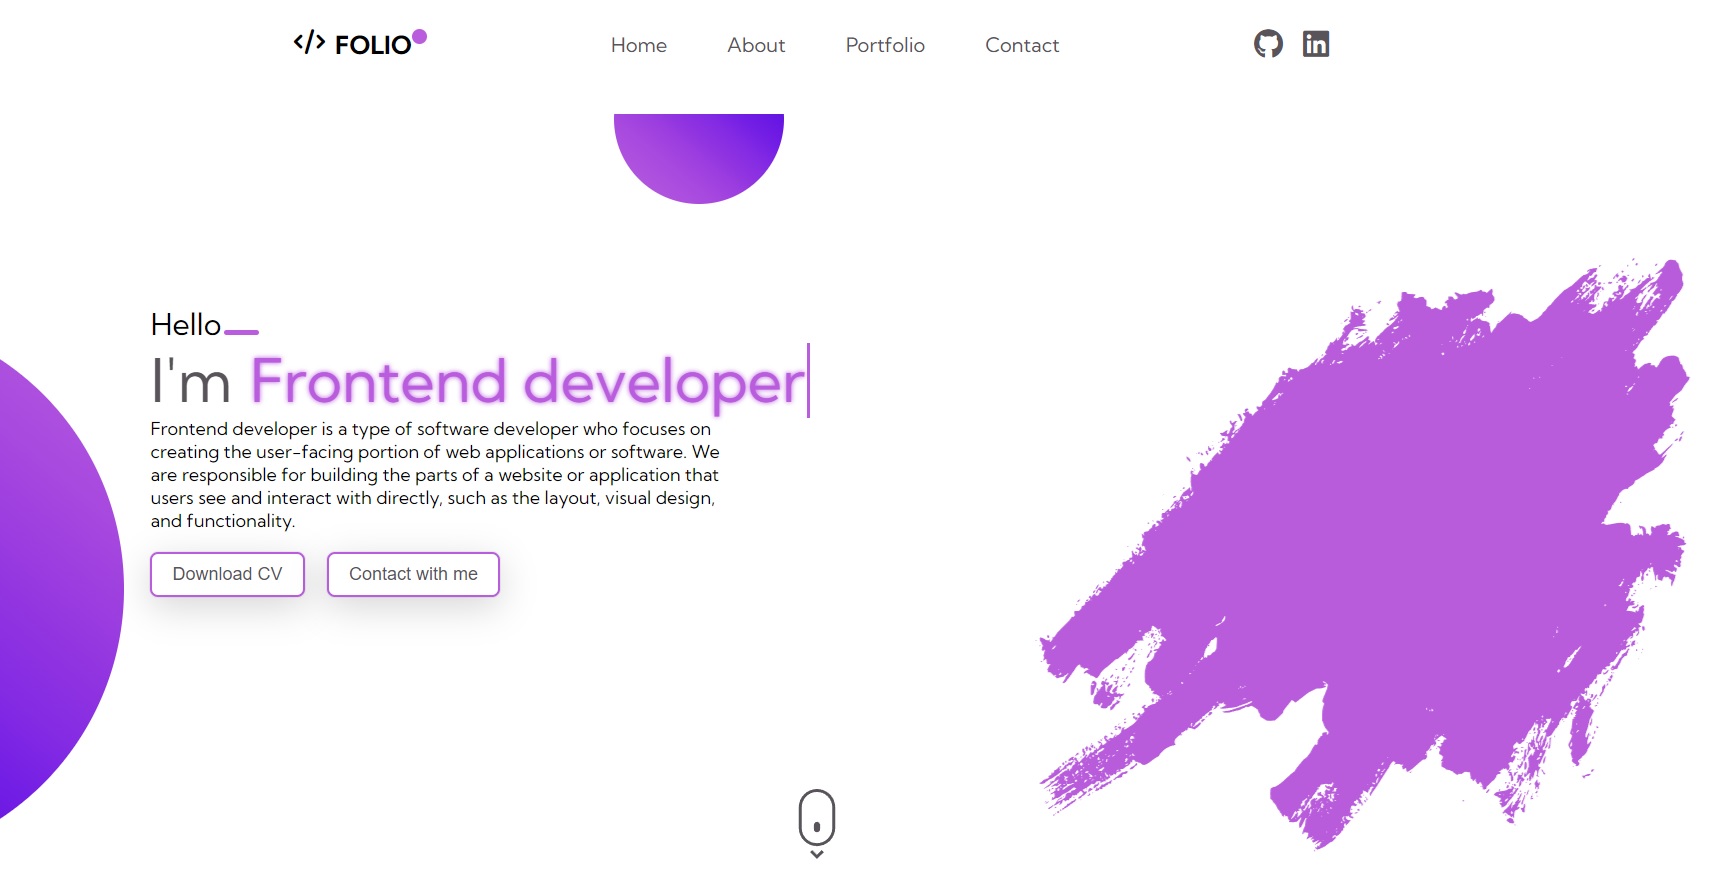 </> FOLIO
Home About Portfolio Contact
in
Hello
I'm Frontend developer
Frontend developer is a type of software developer who focuses on
creating the user-facing portion of web applications or software. We
are responsible for building the parts of a website or application that
users see and interact with directly, such as the layout, visual design,
and functionality.
Download CV
Contact with me